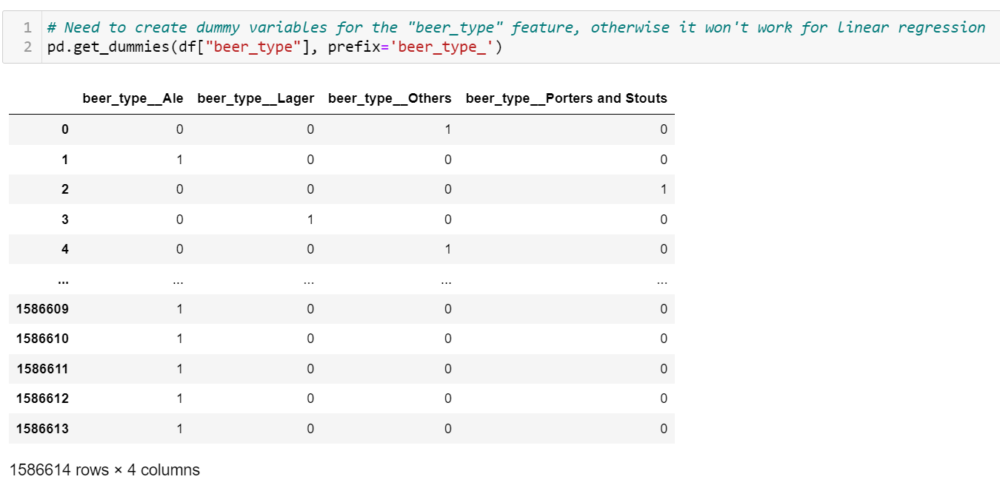 1 # Need to create dummy variables for the "beer_type" feature, otherwise it won't work for linear regression
2 pd.get_dummies(df["beer_type"], prefix='beer_type_')
beer_type__Ale beer_type__Lager beer_type__Others beer_type__Porters and Stouts
0 0 0 1 0
1 1 0 0 0
2 0 0 0 1
3 0 1 0 0
4 0 0 1 0
... ... ... ... ...
1586609 1 0 0 0
1586610 1 0 0 0
1586611 1 0 0 0
1586612 1 0 0 0
1586613 1 0 0 0
1586614 rows × 4 columns